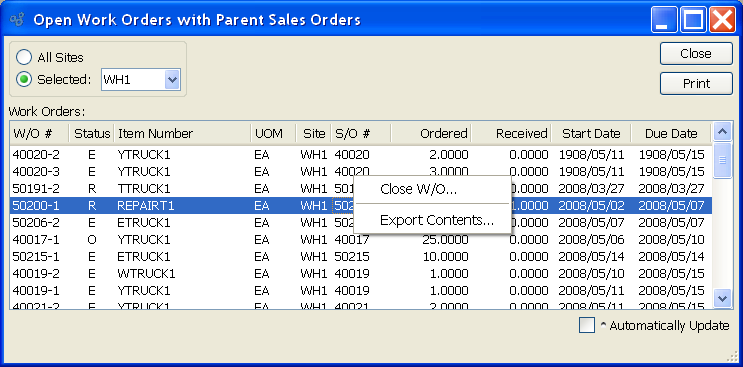 Open Work Orders with Parent Sales Orders
All Sites
Selected: WH1
Close
Print
Work Orders:
W/O # Status Item Number UOM Site S/O # Ordered Received Start Date Due Date
40020-2 E YTRUCK1 EA WH1 40020 2.0000 0.0000 1908/05/11 1908/05/15
40020-3 E YTRUCK1 EA WH1 40020 3.0000 0.0000 1908/05/11 1908/05/15
50191-2 R TTRUCK1 EA WH1 0.0000 2008/03/27 2008/03/27
50200-1 R REPAIRT1 EA WH1 .0000 2008/05/02 2008/05/07
50206-2 E ETRUCK1 EA WH1 0.0000 2008/05/07 2008/05/07
40017-1 O YTRUCK1 EA WH1 40017 25.0000 0.0000 2008/05/06 2008/05/10
50215-1 E ETRUCK1 EA WH1 50215 10.0000 0.0000 2008/05/14 2008/05/14
40019-2 E WTRUCK1 EA WH1 40019 1.0000 0.0000 2008/05/10 2008/05/15
40019-1 E YTRUCK1 EA WH1 40019 1.0000 0.0000 2008/05/15 2008/05/15
40021-2 E YTRUCK1 EA WH1 40021 2.0000 0.0000 2008/05/11 2008/05/15
Close W/O...
Export Contents...
^ Automatically Update